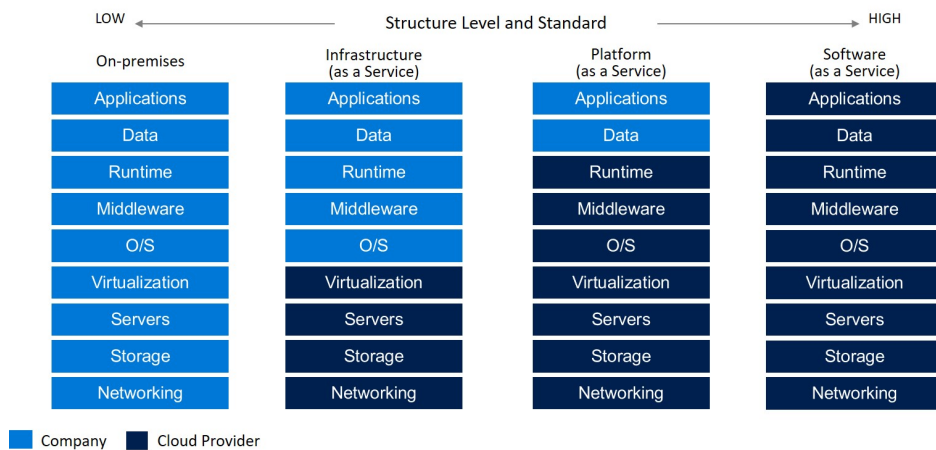 LOW Structure Level and Standard HIGH
On-premises
Infrastructure
(as a Service)
Platform
(as a Service)
Software
(as a Service)
Applications Applications Applications Applications
Data Data Data Data
Runtime Runtime Runtime Runtime
Middleware Middleware Middleware Middleware
O/S O/S O/S O/S
Virtualization Virtualization Virtualization Virtualization
Servers Servers Servers Servers
Storage Storage Storage Storage
Networking Networking Networking Networking
Company Cloud Provider